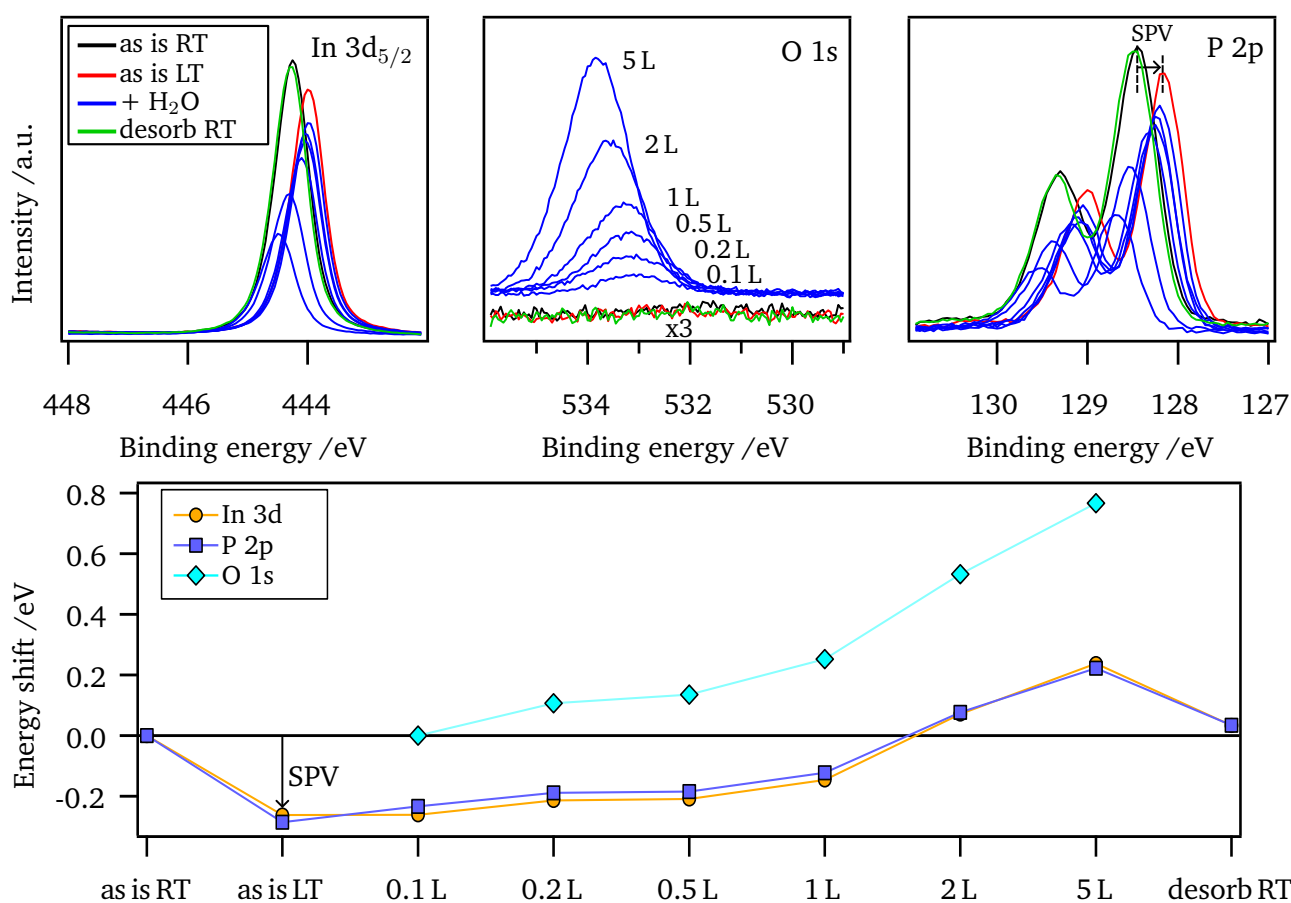 as is RT
as is LT
+ H₂O
desorb RT
In 3d₅/₂
Intensity /a.u.
448 446 444
Binding energy /eV
O 1s
5 L
2 L
1 L
0.5 L
0.2 L
0.1 L
x3
534 532 530
Binding energy /eV
SPV
P 2p
130 129 128 127
Binding energy /eV
In 3d
P 2p
O 1s
Energy shift /eV
0.8
0.6
0.4
0.2
0.0
-0.2
SPV
as is RT as is LT 0.1 L 0.2 L 0.5 L 1 L 2 L 5 L desorb RT